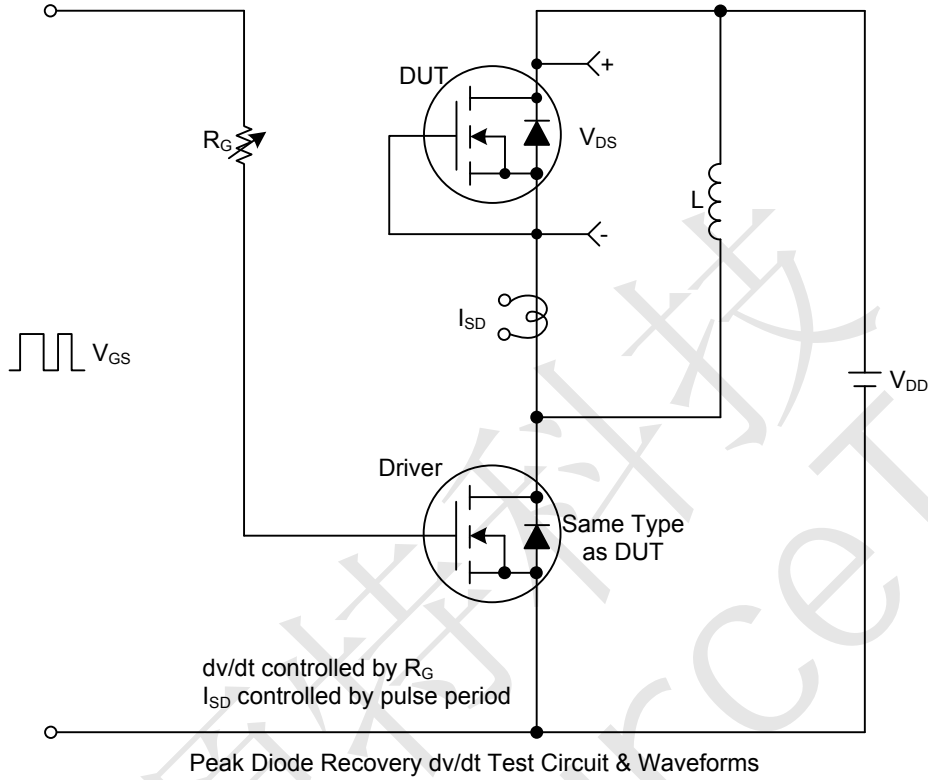 DUT
+
R_G
V_DS
L
-
I_SD
V_GS
V_DD
Driver
Same Type
as DUT
dv/dt controlled by R_G
I_SD controlled by pulse period
Peak Diode Recovery dv/dt Test Circuit & Waveforms